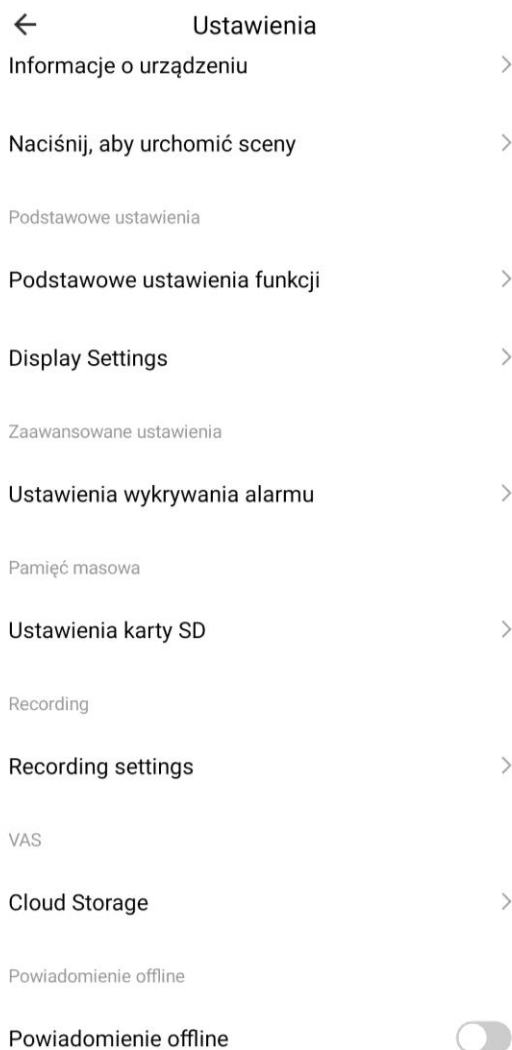 Ustawienia
Informacje o urządzeniu
Naciśnij, aby urchomić sceny
Podstawowe ustawienia
Podstawowe ustawienia funkcji
Display Settings
Zaawansowane ustawienia
Ustawienia wykrywania alarmu
Pamięć masowa
Ustawienia karty SD
Recording
Recording settings
VAS
Cloud Storage
Powiadomienie offline
Powiadomienie offline